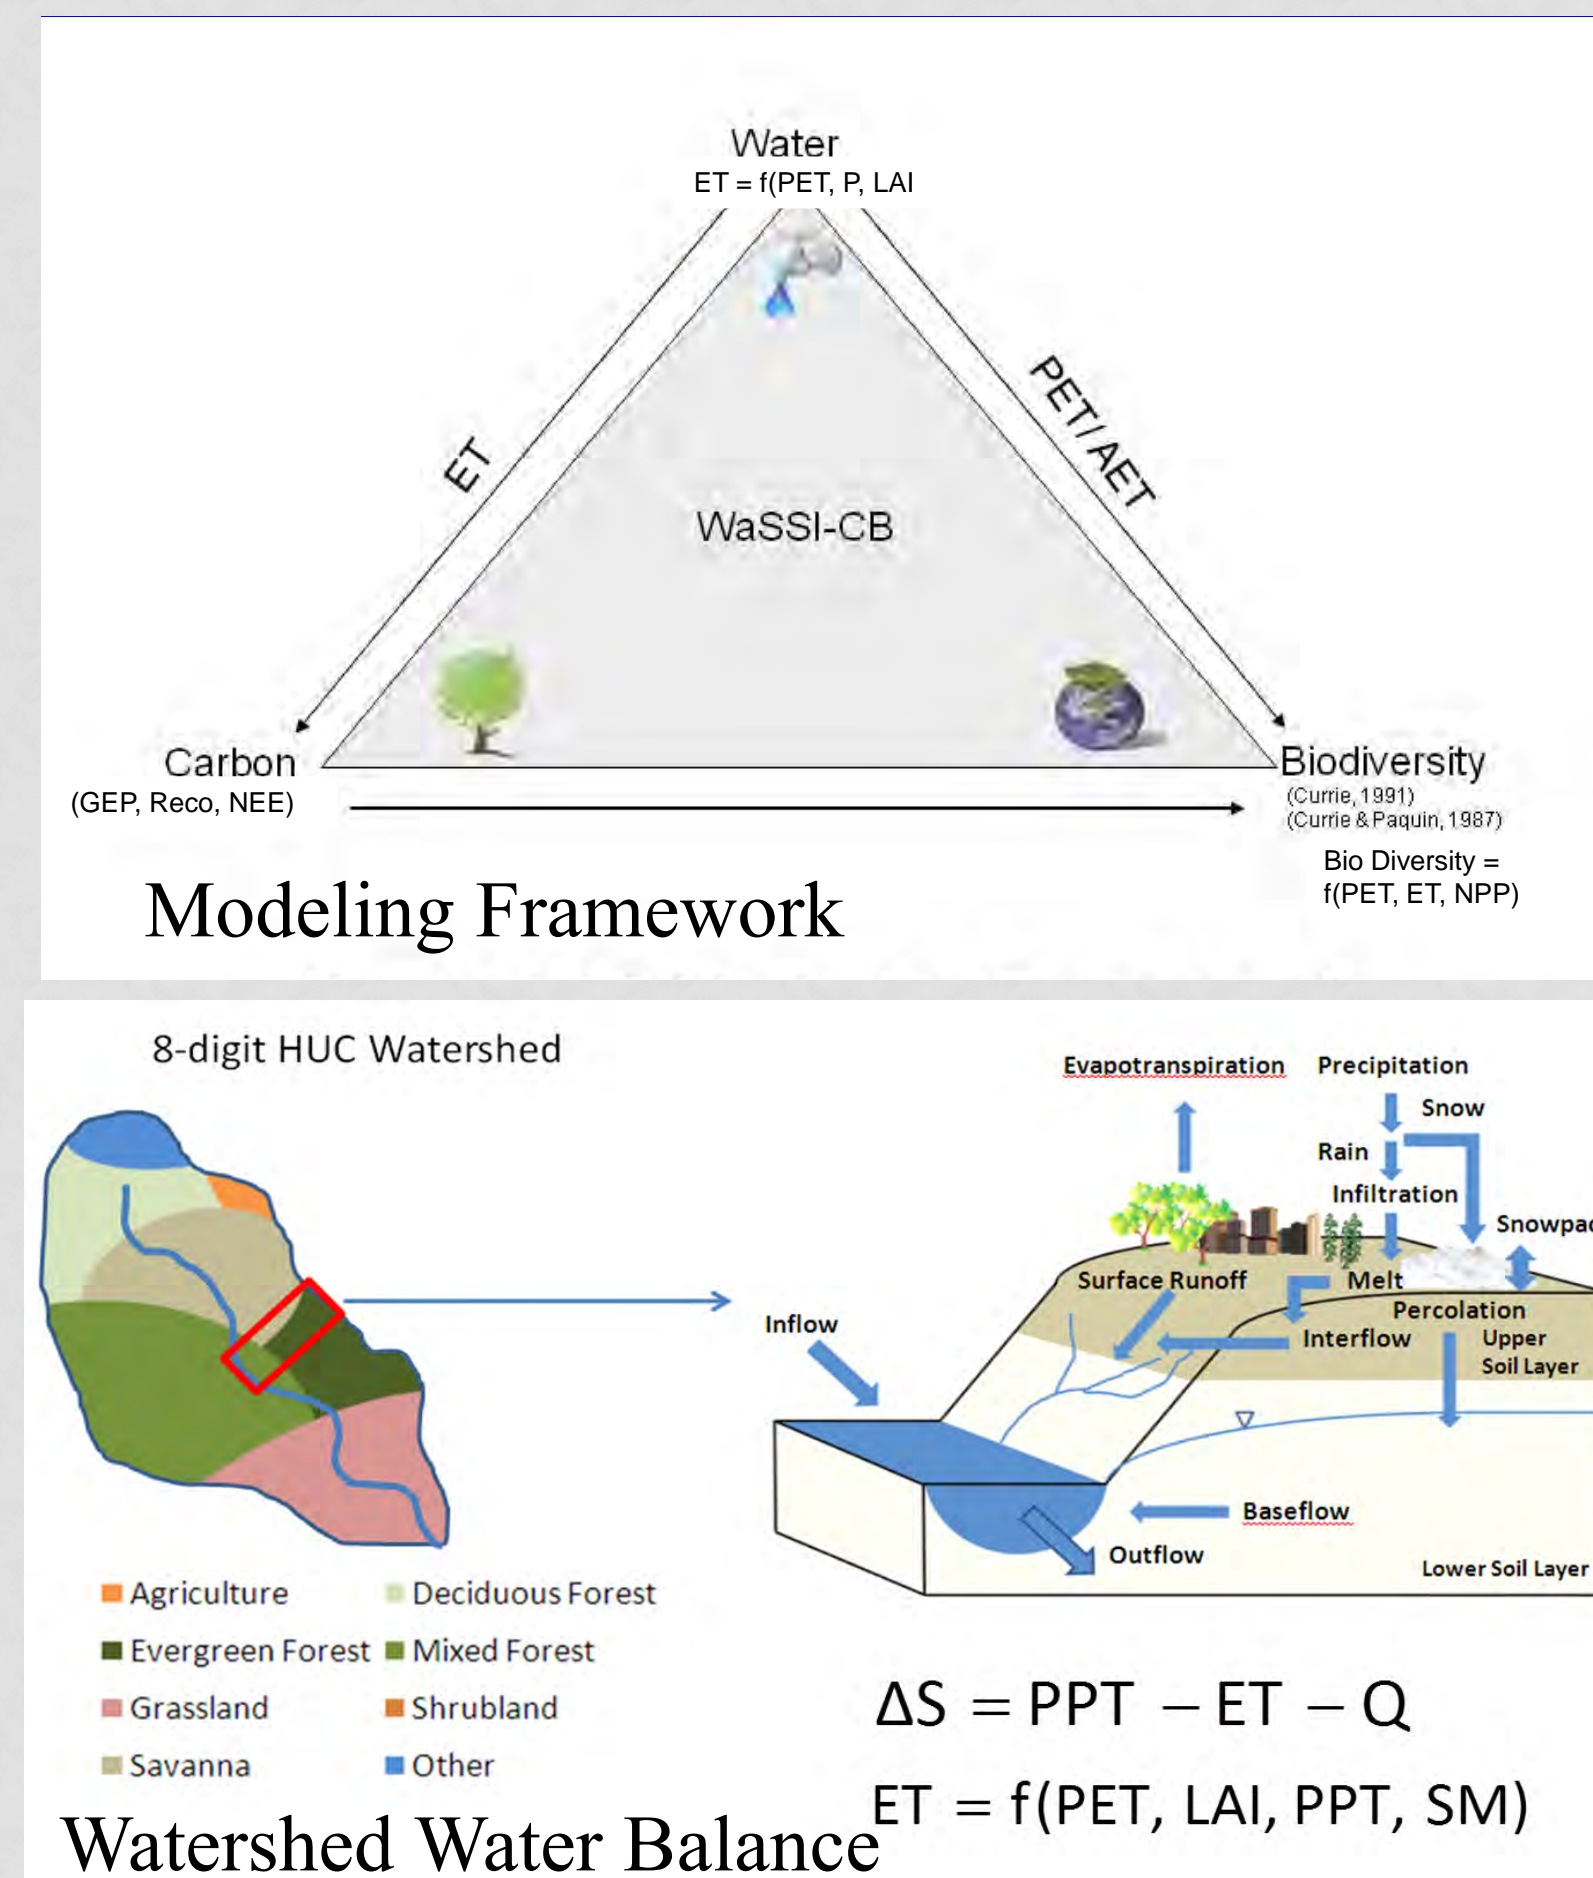 Water
ET = f(PET, P, LAI
ET
PET/ AET
WaSSI-CB
Carbon
(GEP, Reco, NEE)
Biodiversity
(Currie, 1991)
(Currie & Paquin, 1987)
Bio Diversity =
f(PET, ET, NPP)
Modeling Framework
8-digit HUC Watershed
Evapotranspiration
Precipitation
Snow
Rain
Infiltration
Snowpac
Surface Runoff
Melt
Percolation
Inflow
Interflow
Upper
Soil Layer
Baseflow
Outflow
Lower Soil Layer
Agriculture
Deciduous Forest
Evergreen Forest
Mixed Forest
Grassland
Shrubland
Savanna
Other
ΔS = PPT − ET − Q
ET = f(PET, LAI, PPT, SM)
Watershed Water Balance